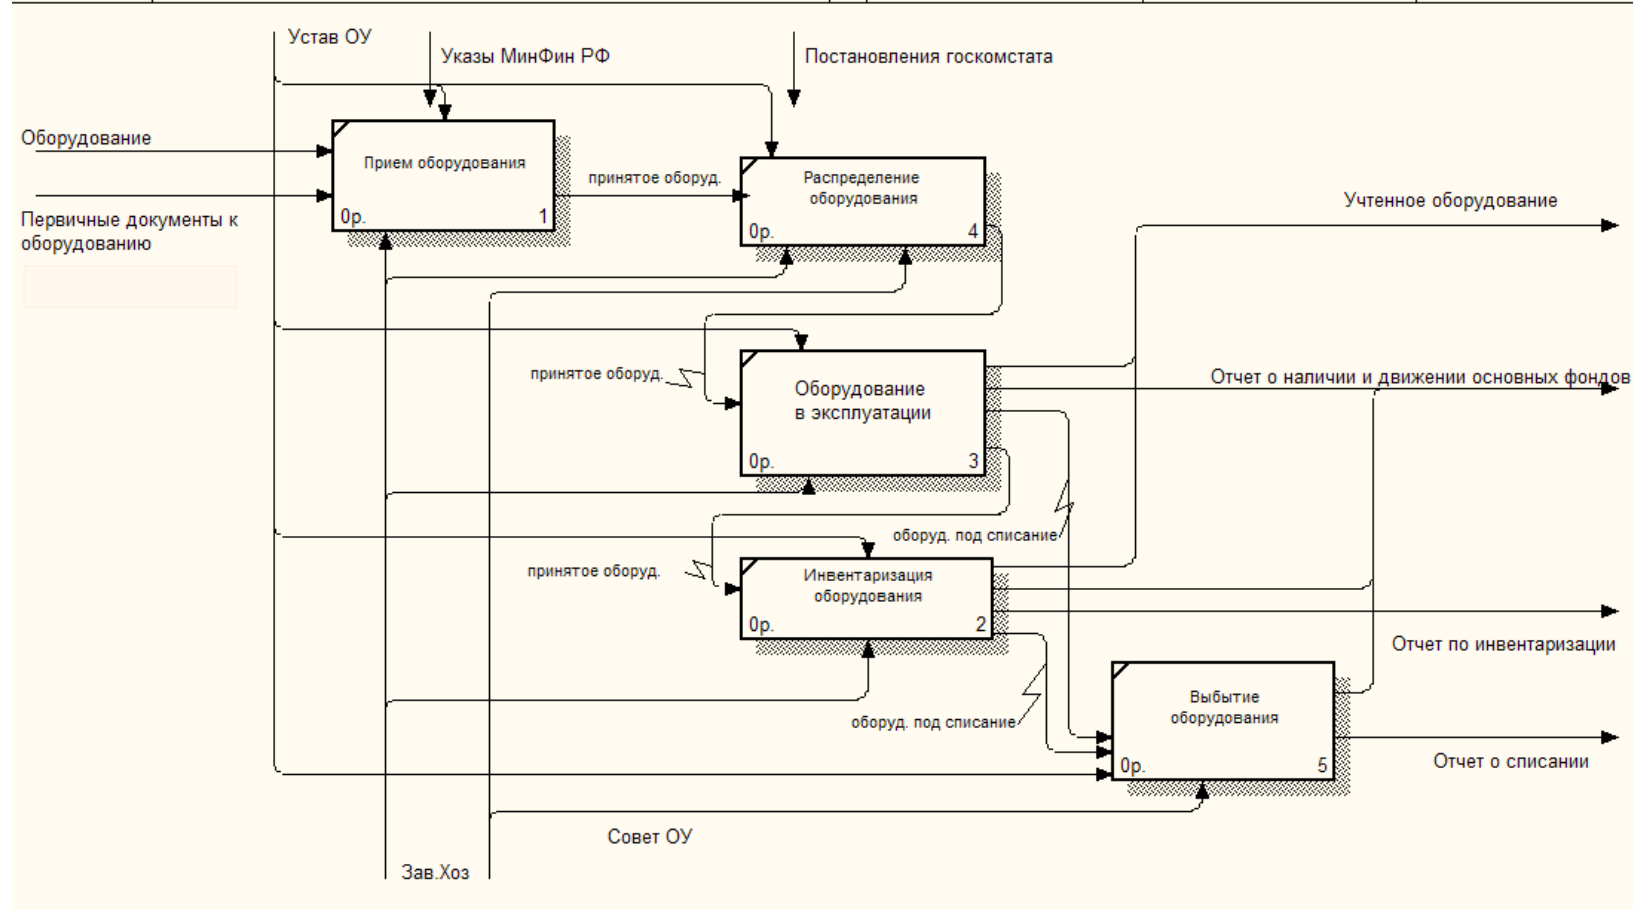 Устав ОУ
Указы МинФин РФ
Постановления госкомстата
Оборудование
Прием оборудования
0р. 1
Первичные документы к
оборудованию
принятое оборуд.
Распределение
оборудования
0р. 4
Учтенное оборудование
принятое оборуд.
Оборудование
в эксплуатации
0р. 3
Отчет о наличии и движении основных фондов
оборуд. под списание
принятое оборуд.
Инвентаризация
оборудования
0р. 2
Отчет по инвентаризации
оборуд. под списание
Выбытие
оборудования
0р. 5
Отчет о списании
Совет ОУ
Зав.Хоз